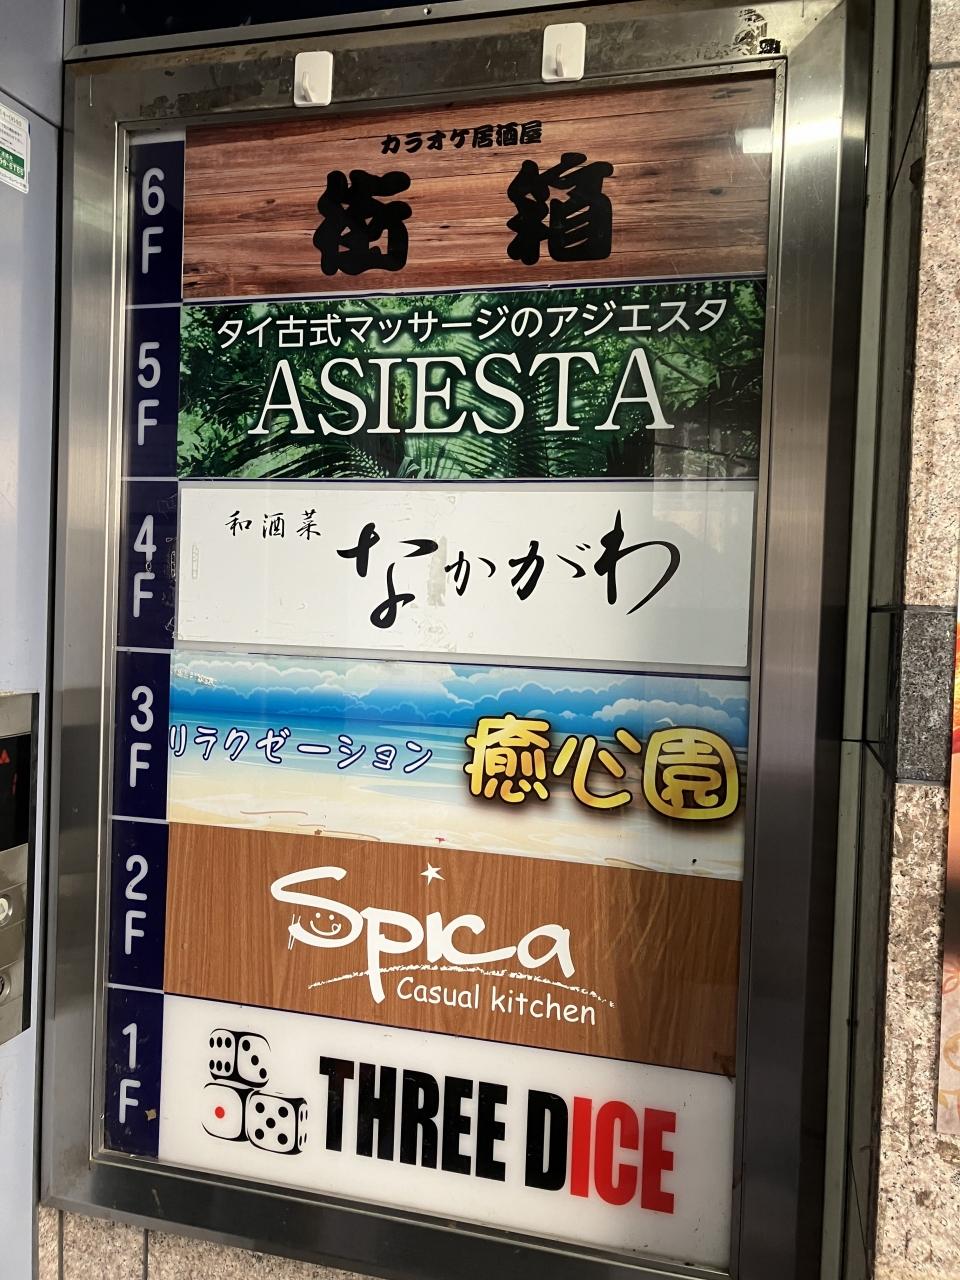 6F
カラオケ居酒屋
街箱
5F
タイ古式マッサージのアジエスタ
ASIESTA
4F
和酒菜
なかがわ
3F
リラクゼーション 癒心園
2F
Spica
Casual kitchen
1F
THREE DICE